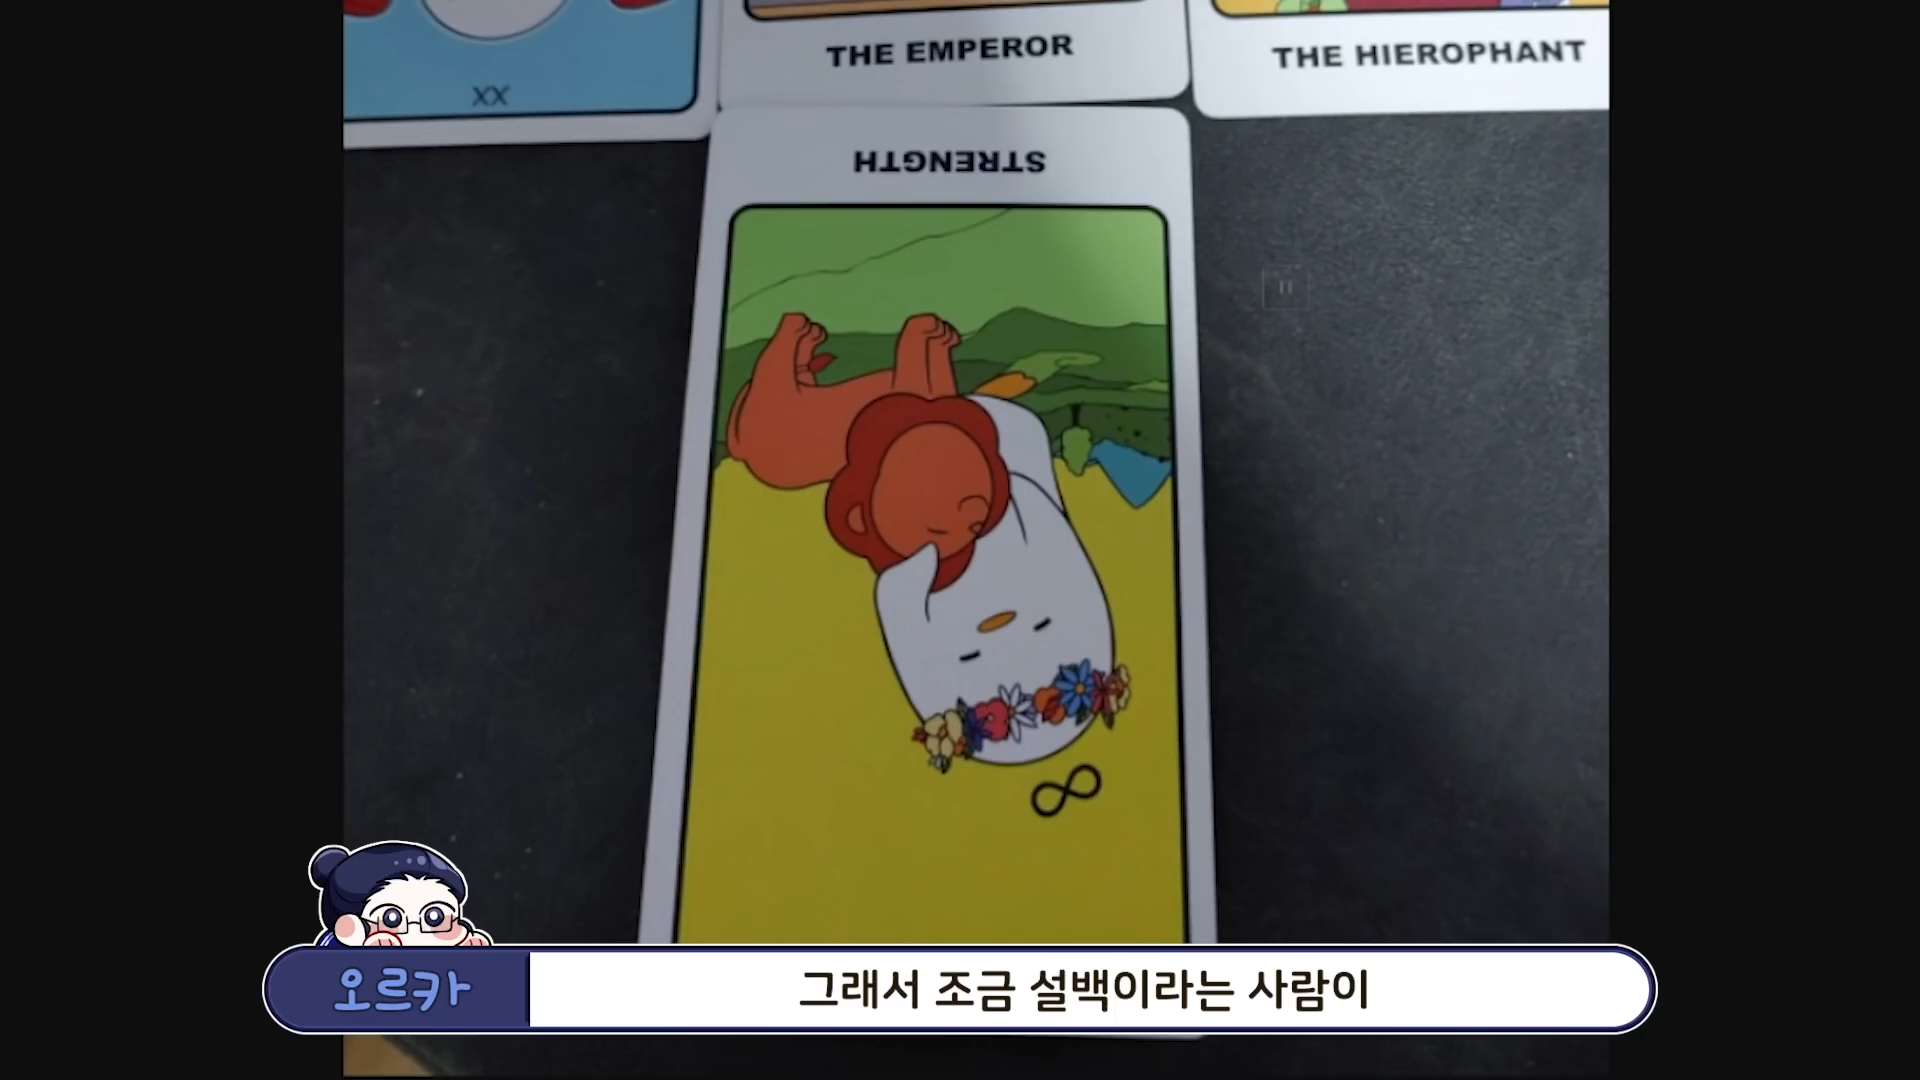 XX
THE EMPEROR
THE HIEROPHANT
STRENGTH
오르카
그래서 조금 설백이라는 사람이